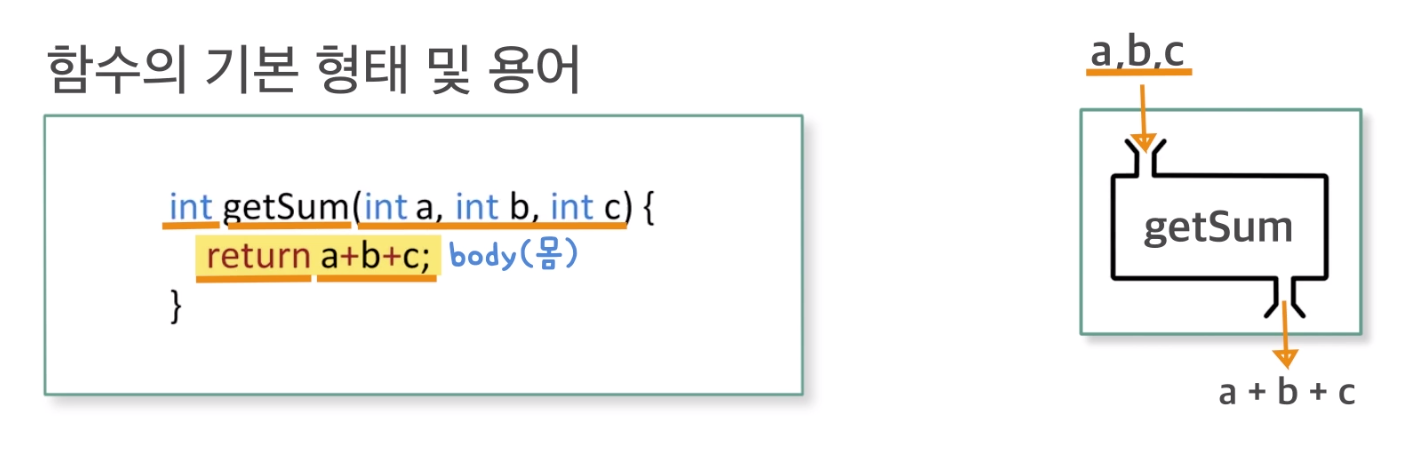 함수의 기본 형태 및 용어
int getSum(int a, int b, int c) {
return a+b+c; body(몸)
}
a,b,c
getSum
a + b + c